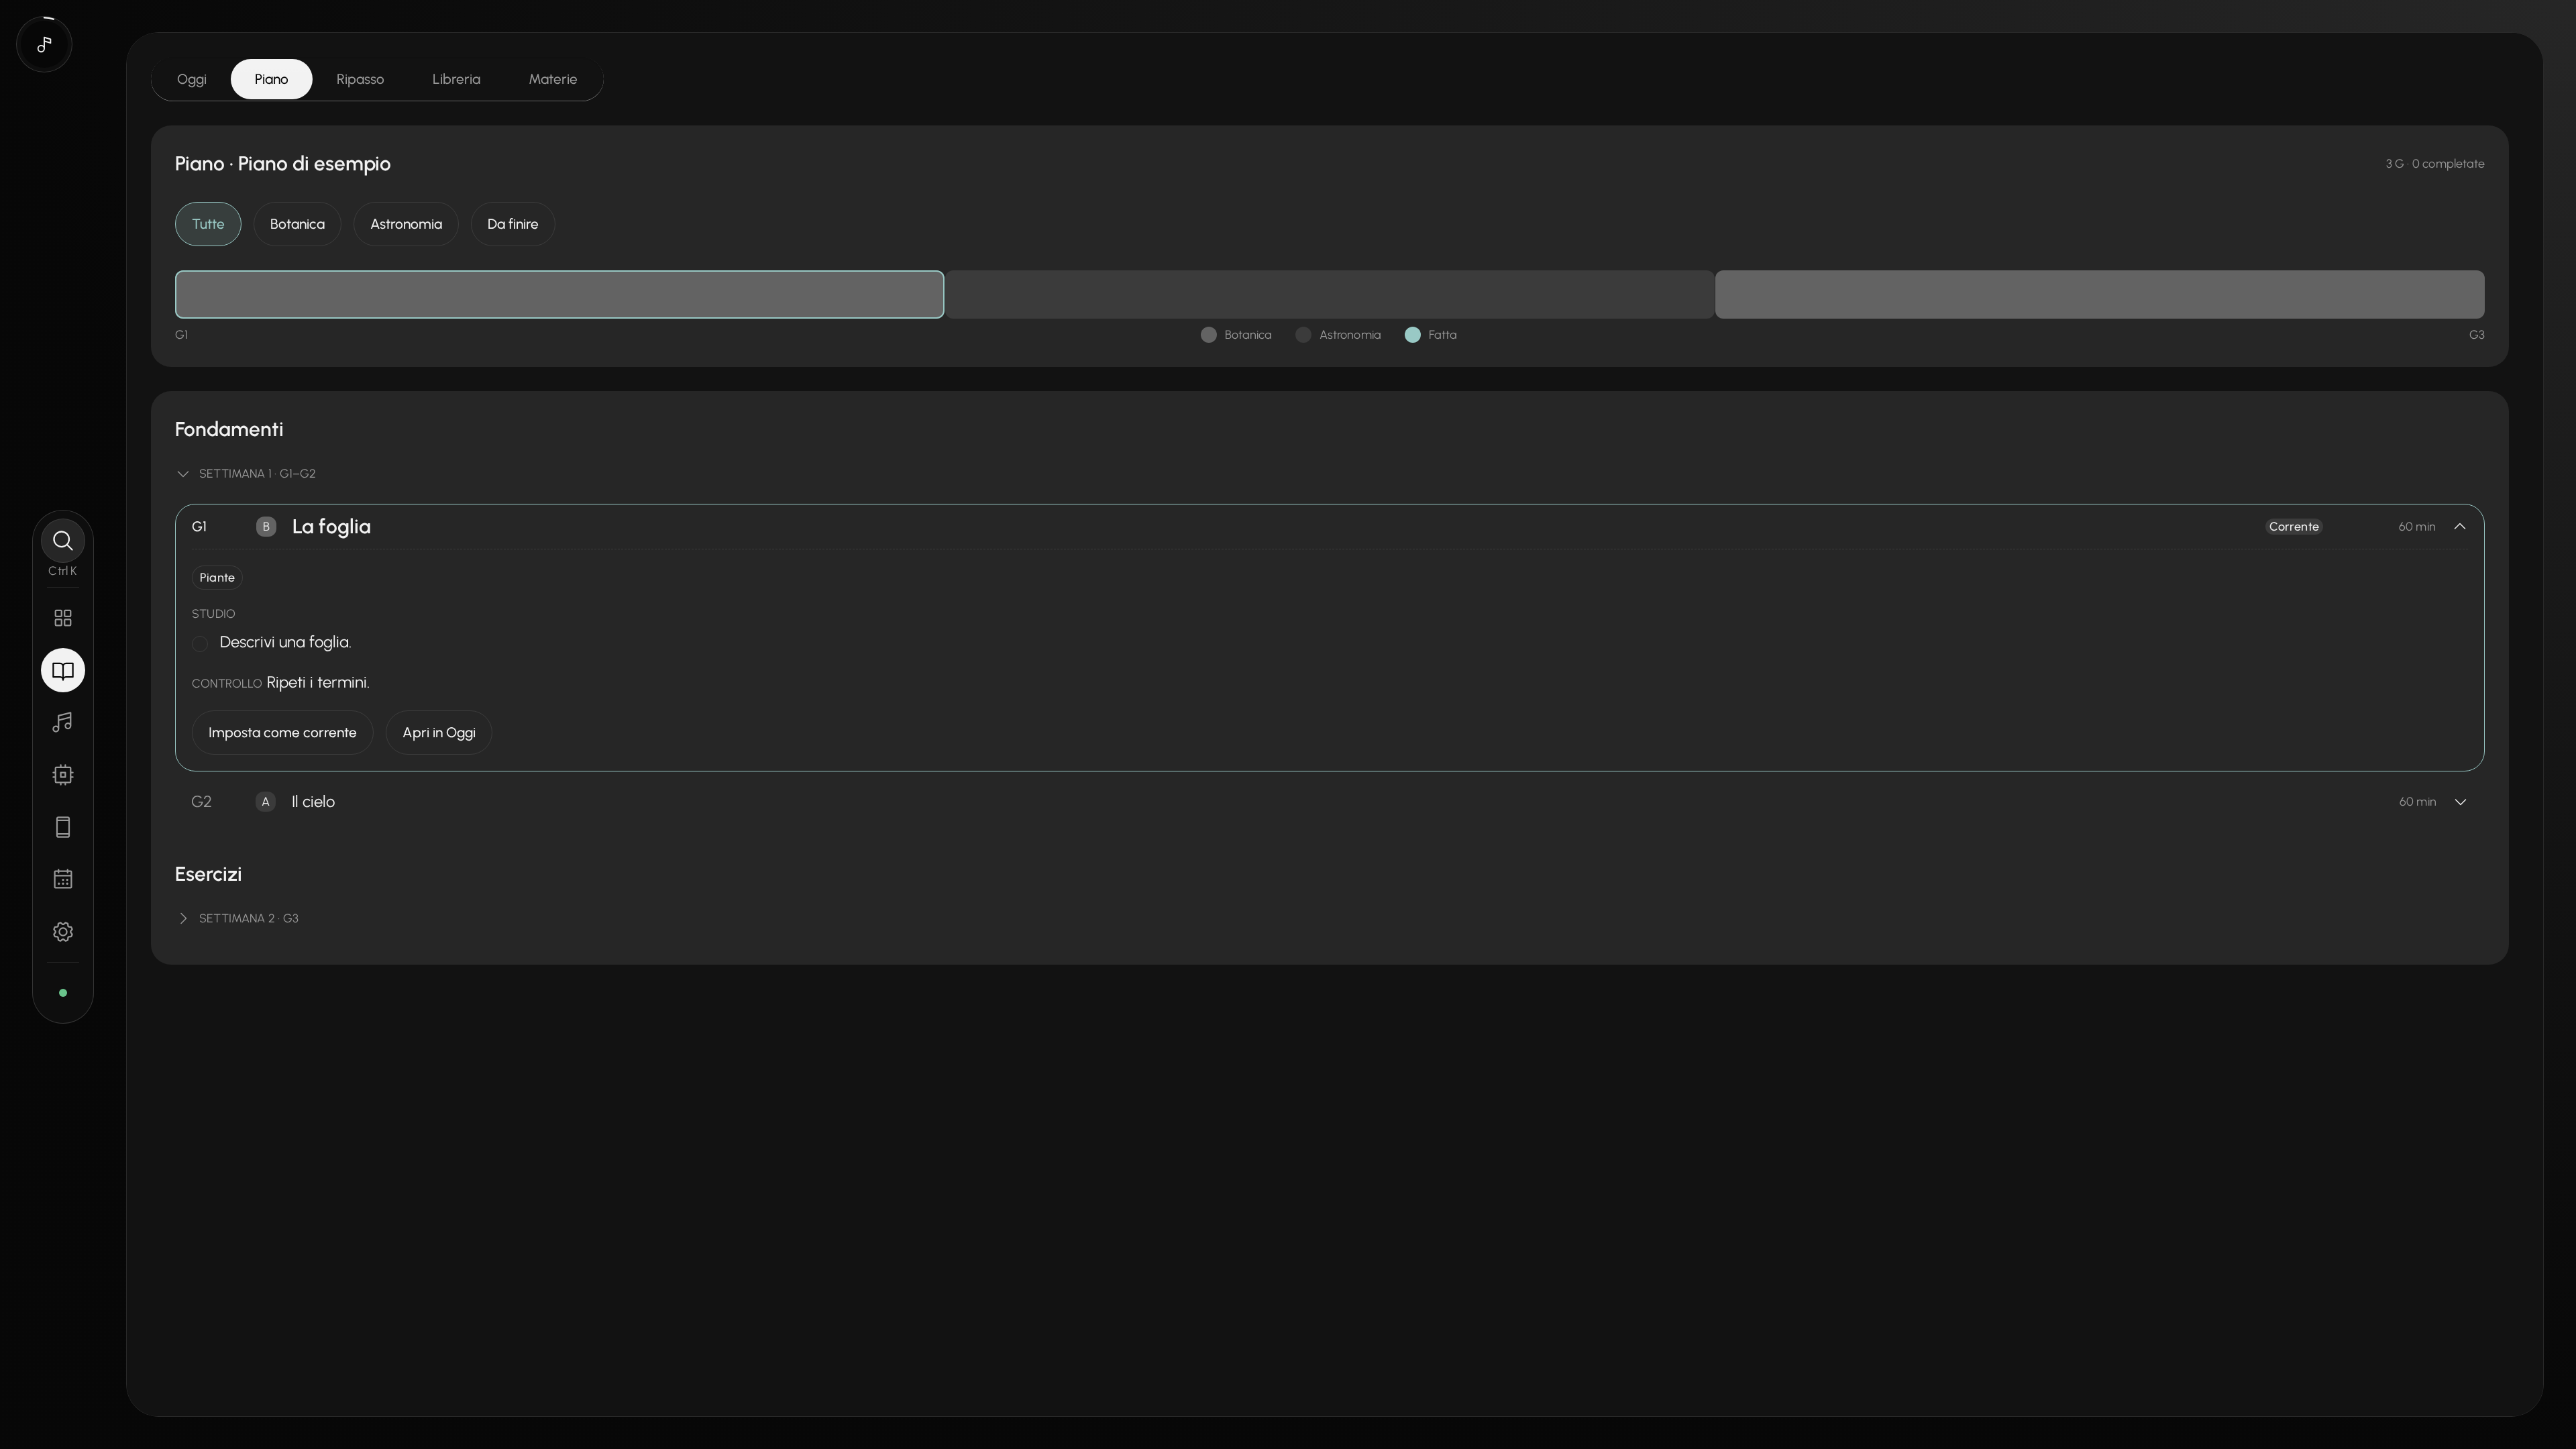 Oggi Piano Ripasso Libreria Materie
Piano · Piano di esempio 3 G · 0 completate
Tutte Botanica Astronomia Da finire
G1 Botanica Astronomia Fatta G3
Fondamenti
SETTIMANA 1 · G1–G2
G1 B La foglia Corrente 60 min
Ctrl K
Piante
STUDIO
Descrivi una foglia.
CONTROLLO Ripeti i termini.
Imposta come corrente Apri in Oggi
G2 A Il cielo 60 min
Esercizi
SETTIMANA 2 · G3